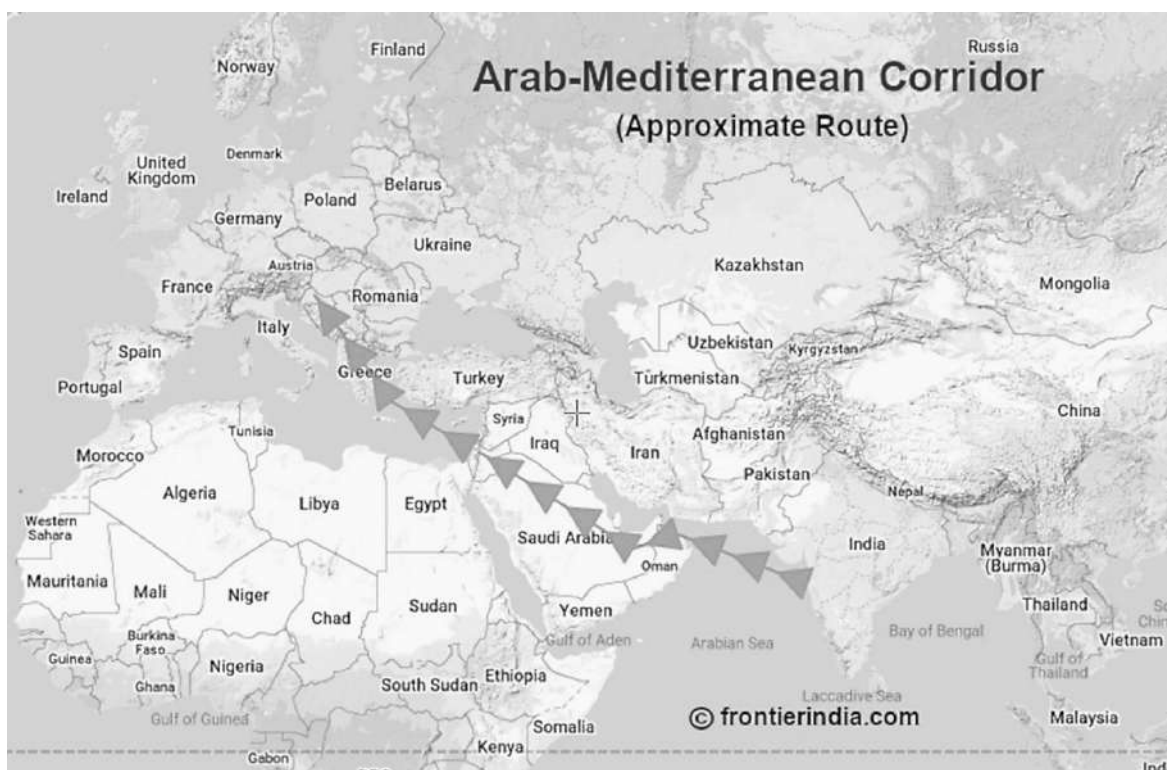 Finland
Russia
Norway
Arab-Mediterranean Corridor
(Approximate Route)
Denmark
United
Kingdom
Ireland
Belarus
Poland
Germany
Ukraine
Austria
Kazakhstan
France
Romania
Mongolia
Italy
Uzbekistan
Kyrgyzstan
Spain
Greece
Turkey
Türkmenistan
Portugal
China
Syria
Tunisia
Afghanistan
Iraq
Iran
Morocco
Pakistan
Algeria
Libya
Egypt
Nepal
Western
Sahara
Saudi Arabia
India
Myanmar
(Burma)
Oman
Mauritania
Mali
Niger
Sudan
Thailand
Chad
Yemen
Burkina
Faso
Gulf of Aden
Arabian Sea
Bay of Bengal
Vietnam
Guinea
Nigeria
Gulf of
Thailand
Ghana
South Sudan
Ethiopia
Laccadive Sea
Gulf of Guinea
© frontierindia.com
Malaysia
Somalia
Kenya
Gabon